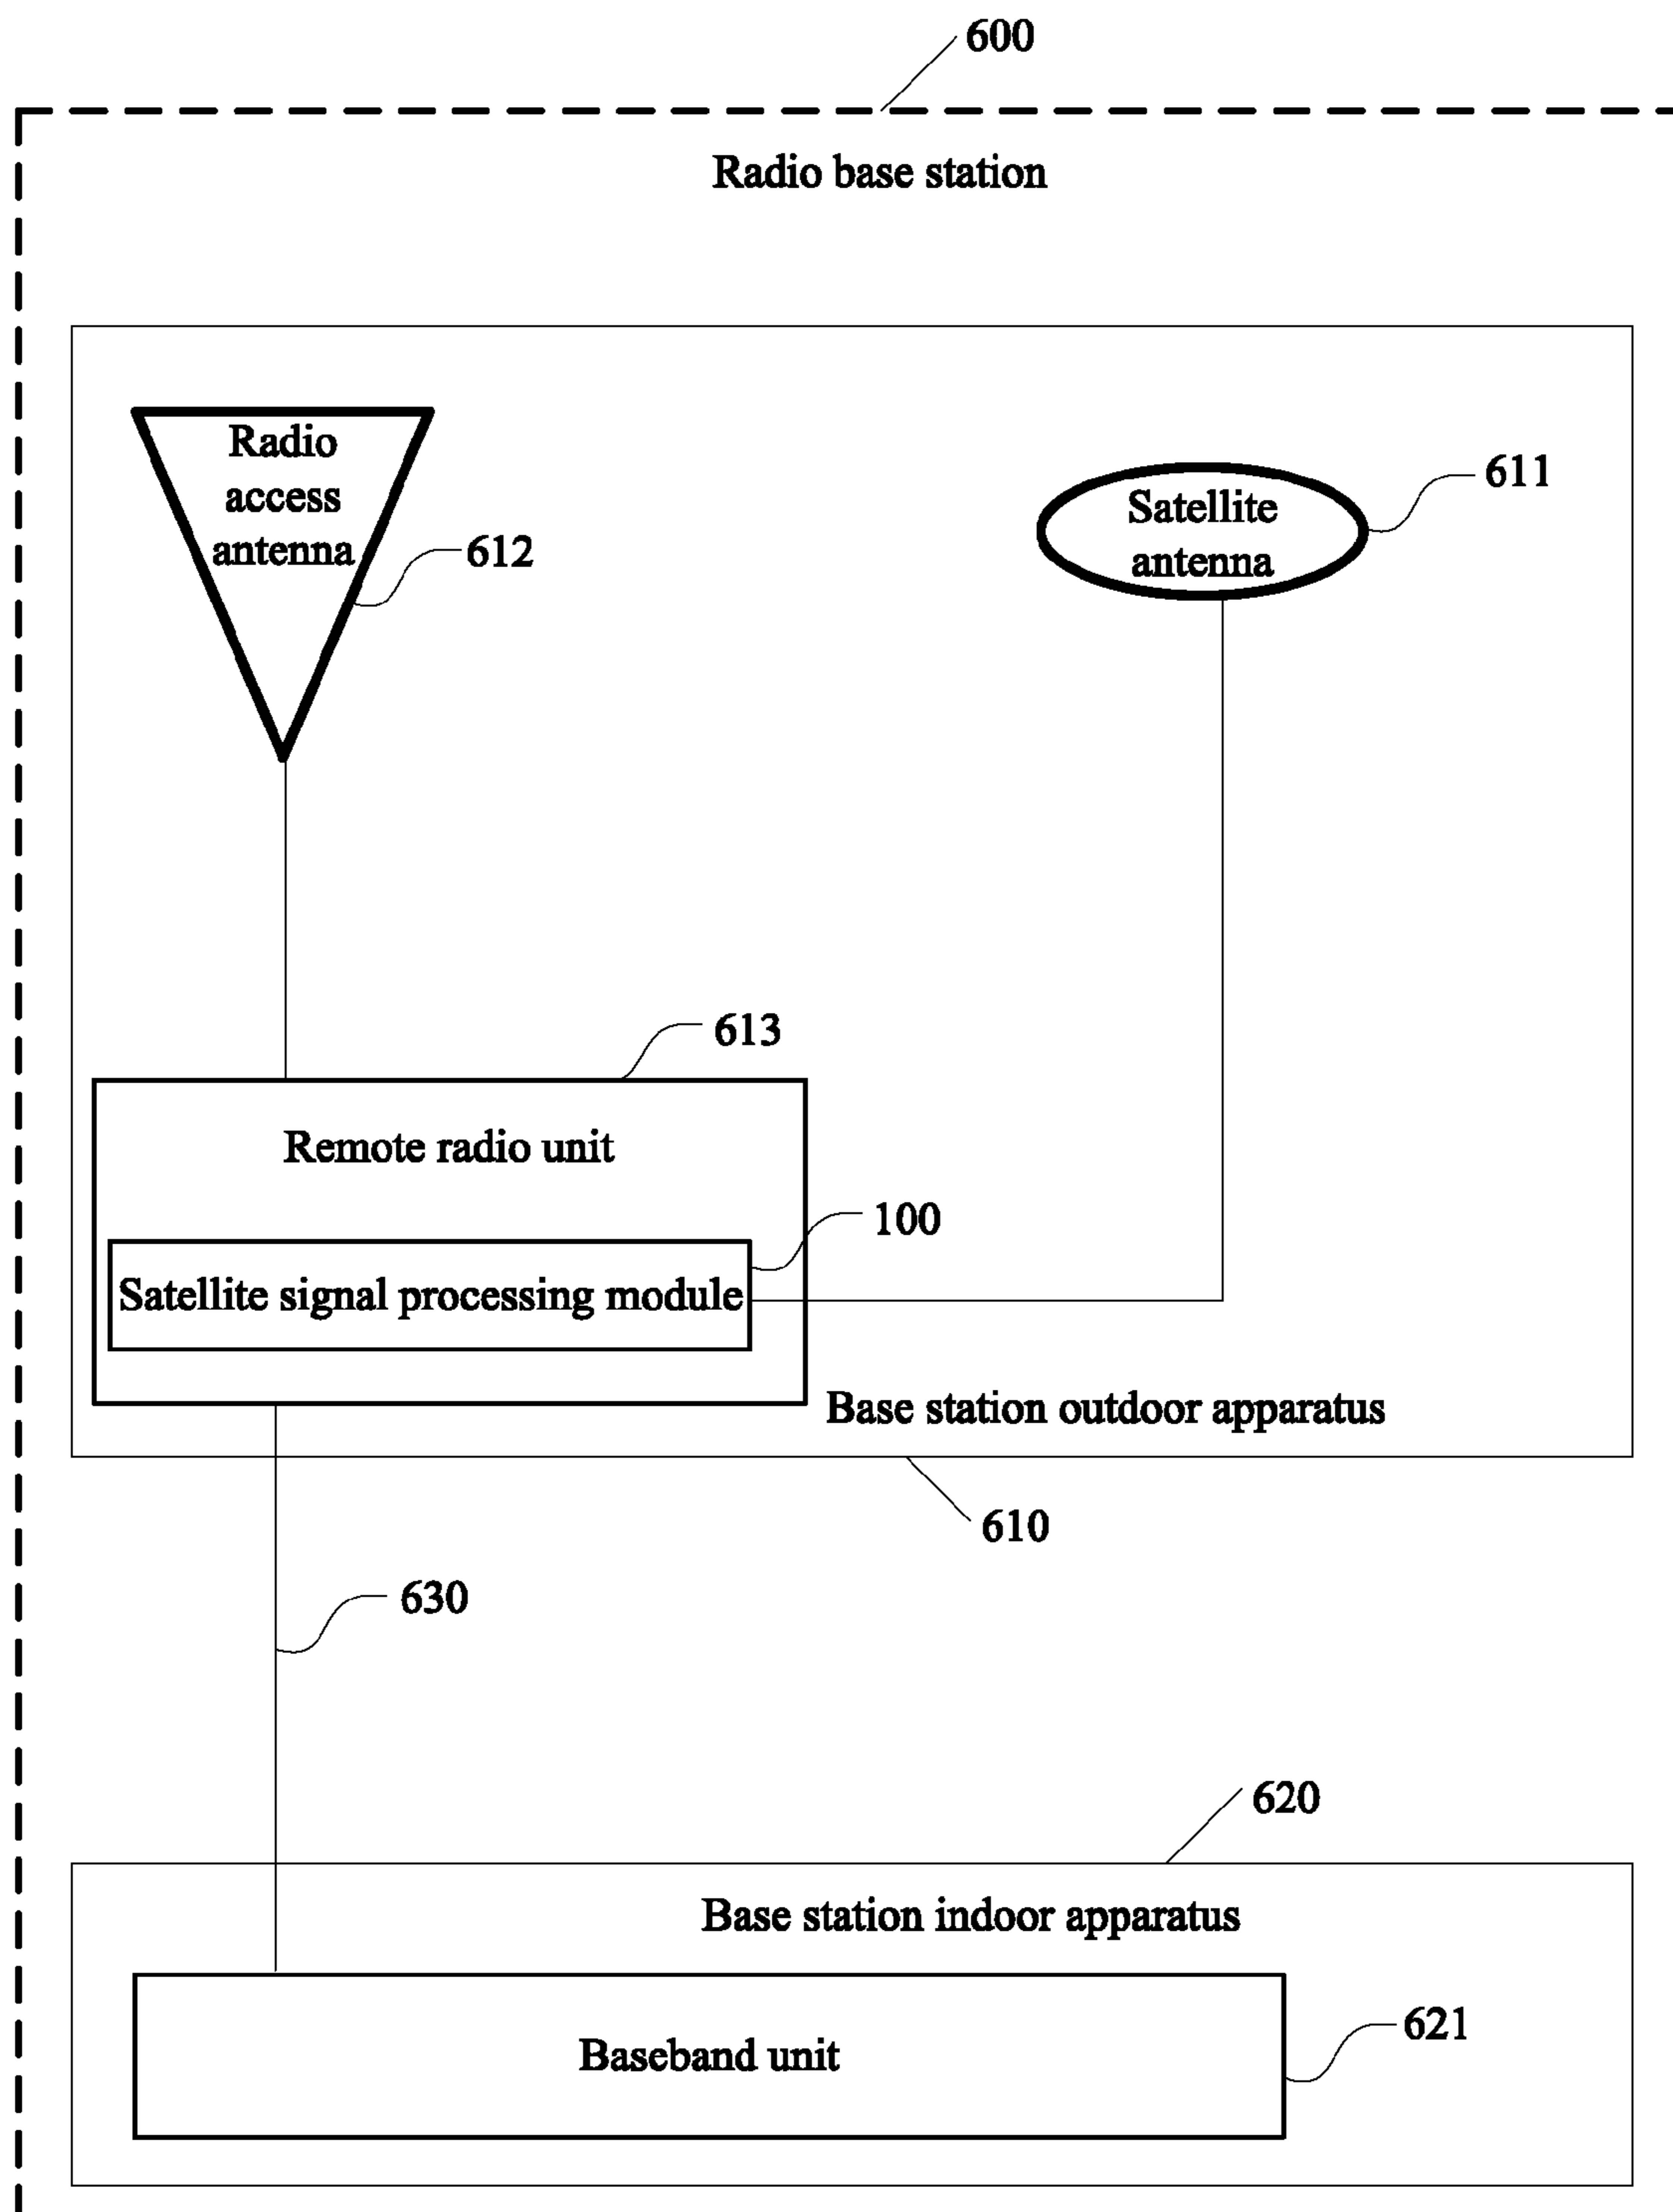 600
Radio base station
Radio
access
antenna
612
Satellite
antenna
611
613
Remote radio unit
100
Satellite signal processing module
Base station outdoor apparatus
610
630
620
Base station indoor apparatus
Baseband unit
621